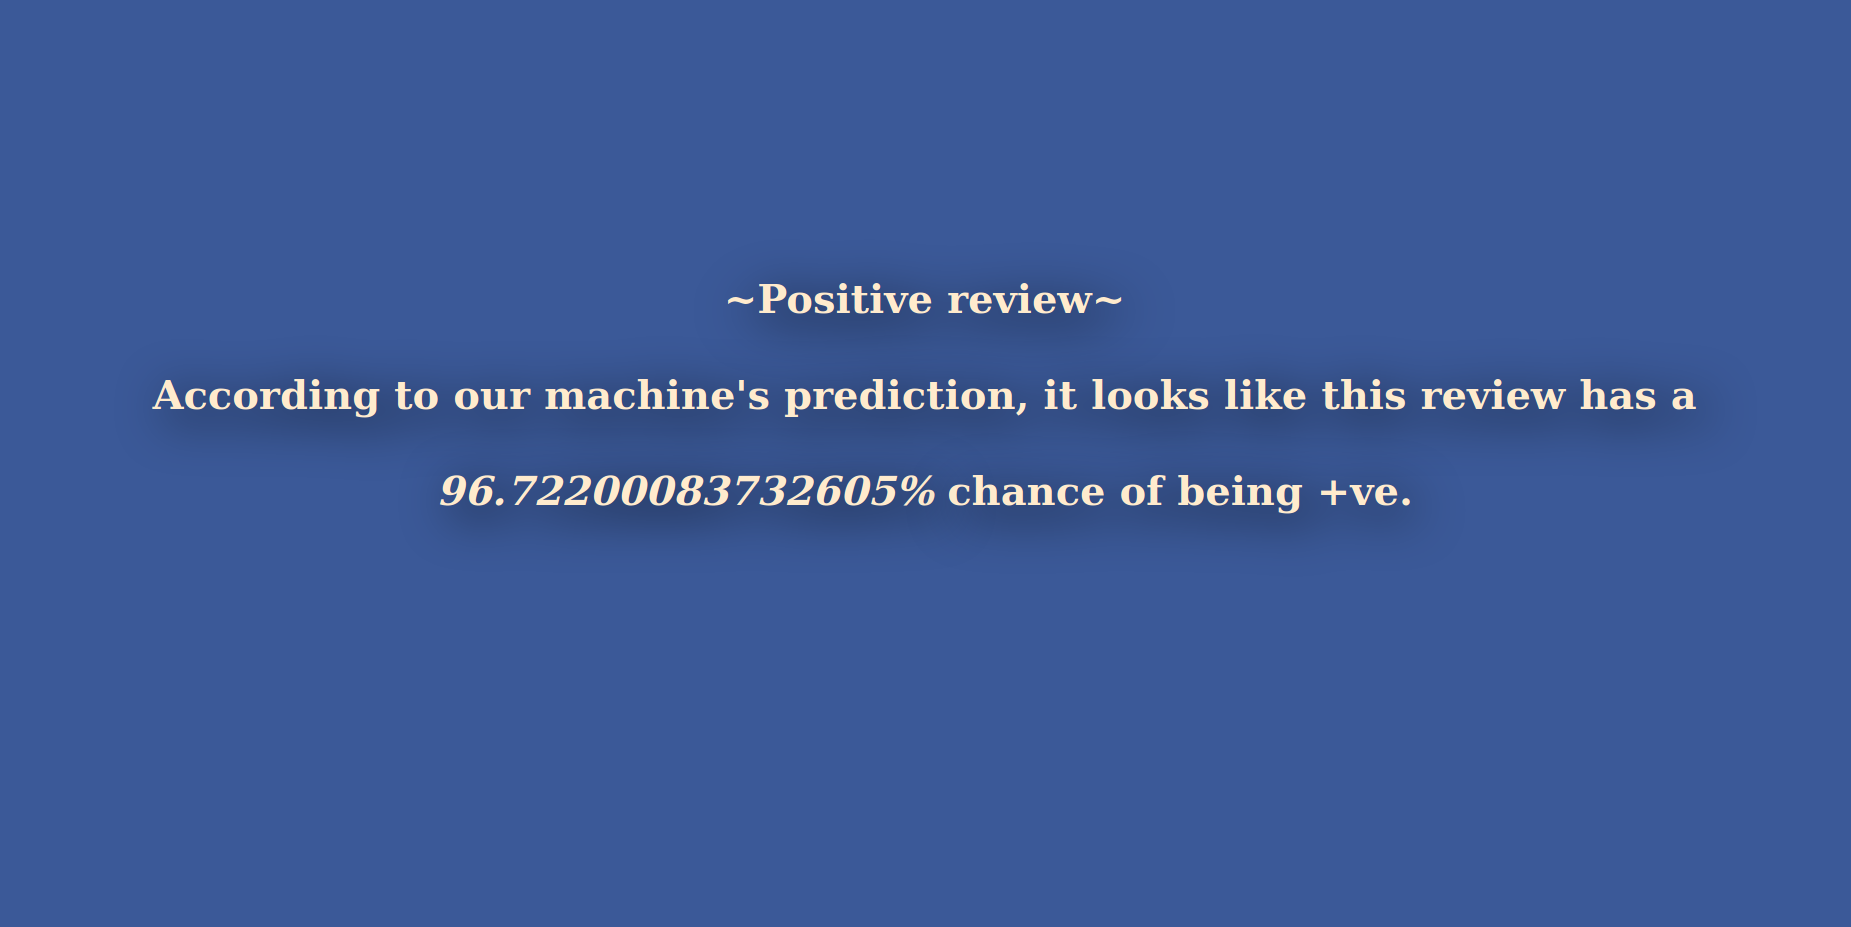 ~Positive review~
According to our machine's prediction, it looks like this review has a
96.72200083732605% chance of being +ve.